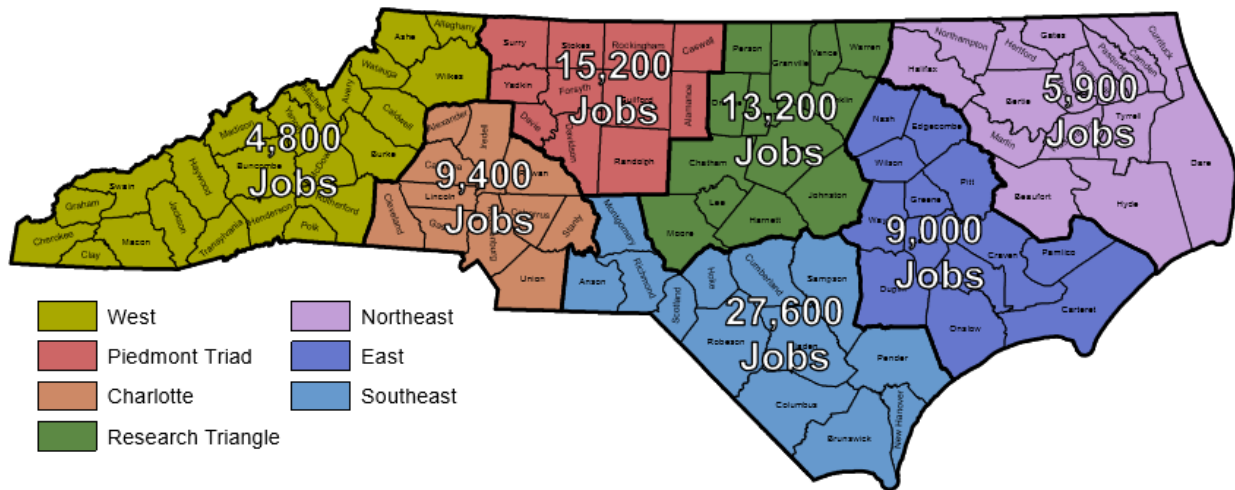 Ashe
Alleghany
Surry
Stokes
Rockingham
Caswell
Person
Granville
Vance
Warren
Northampton
Hertford
Gates
Currituck
Camden
Halifax
Watauga
Wilkes
Yadkin
Forsyth
Guilford
Alamance
15,200
Jobs
13,200
Jobs
5,900
Jobs
Bertie
Tyrrell
Martin
Dare
Mitchell
Avery
Caldwell
Madison
Burke
Buncombe
4,800
Jobs
Alexander
Iredell
Davie
Davidson
Randolph
Chatham
Nash
Edgecombe
Wilson
Pitt
Beaufort
Hyde
Swain
Haywood
Graham
Jackson
Cherokee
Clay
Macon
Transylvania
Henderson
Rutherford
Polk
9,400
Jobs
Lincoln
Cleveland
Stanly
Union
Montgomery
Anson
Richmond
Scotland
Moore
Lee
Harnett
Johnston
Greene
9,000
Jobs
Craven
Pamlico
Carteret
Onslow
Hoke
Cumberland
Sampson
27,600
Jobs
Robeson
Pender
Columbus
Brunswick
New Hanover
West
Northeast
Piedmont Triad
East
Charlotte
Southeast
Research Triangle